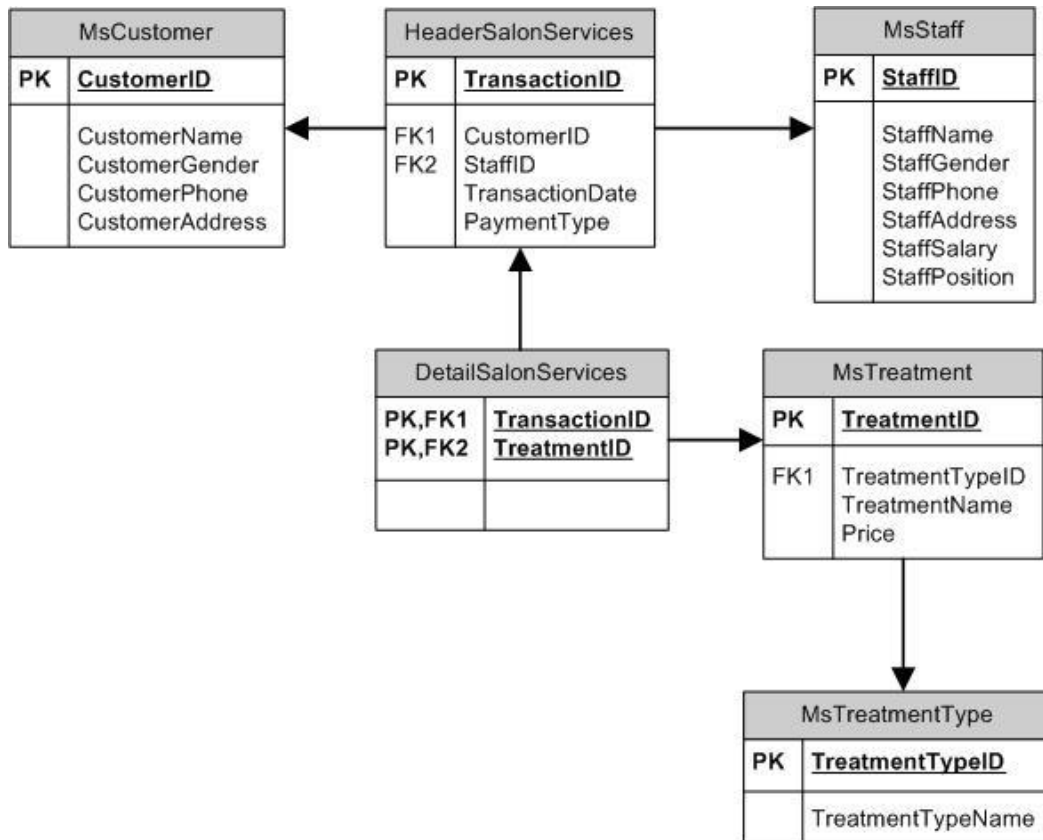 MsCustomer
PK CustomerID
CustomerName
CustomerGender
CustomerPhone
CustomerAddress
HeaderSalonServices
PK TransactionID
FK1 CustomerID
FK2 StaffID
TransactionDate
PaymentType
MsStaff
PK StaffID
StaffName
StaffGender
StaffPhone
StaffAddress
StaffSalary
StaffPosition
DetailSalonServices
PK,FK1 TransactionID
PK,FK2 TreatmentID
MsTreatment
PK TreatmentID
FK1 TreatmentTypeID
TreatmentName
Price
MsTreatmentType
PK TreatmentTypeID
TreatmentTypeName